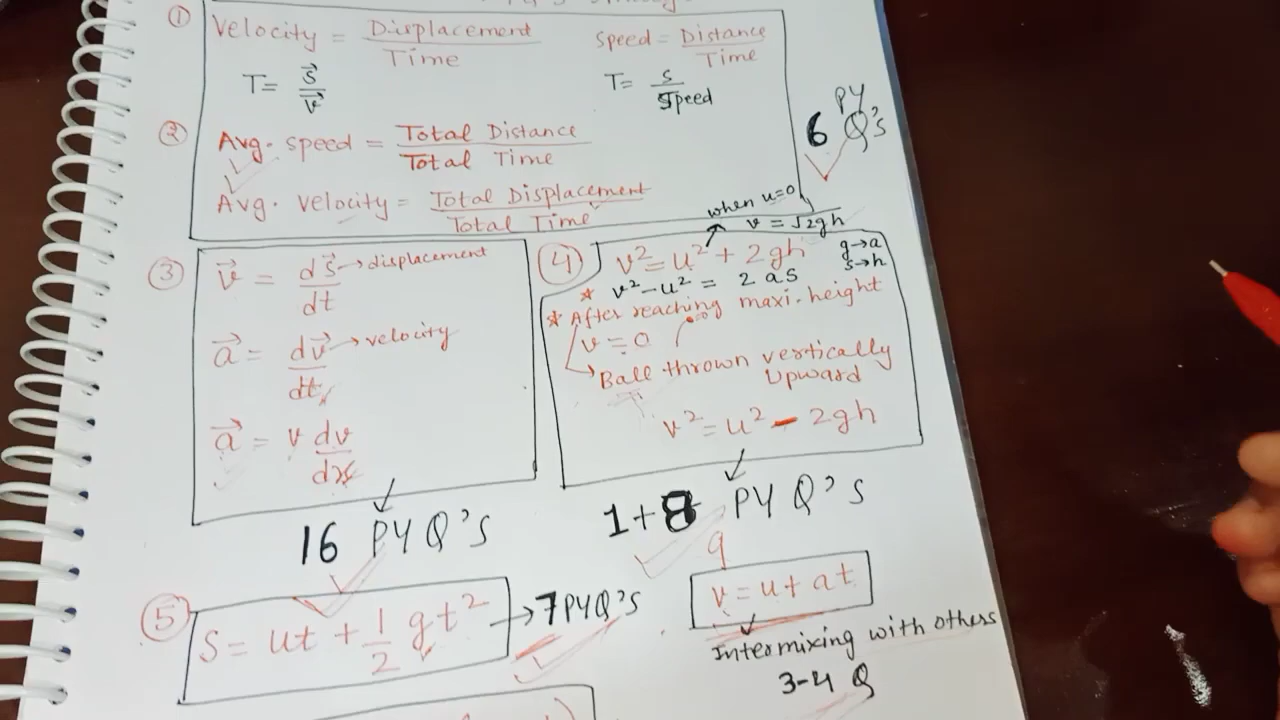 ① Velocity = Displacement / Time
Speed = Distance / Time
T = s⃗ / v⃗
T = s / speed
6 PY Q'S
② Avg. speed = Total Distance / Total Time
Avg. velocity = Total Displacement / Total Time
when u=0
v = √2gh
③ v⃗ = ds⃗ / dt → displacement
a⃗ = dv⃗ / dt → velocity
a⃗ = v dv / dx
16 PYQ'S
④ v² = u² + 2gh
g→a
s→h
* v² - u² = 2as
* After reaching maxi. height
v = 0
Ball thrown vertically
upward
v² = u² - 2gh
1+8 PYQ'S
9
⑤ S = ut + 1/2 gt² → 7PYQ'S
v = u + at
Intermixing with others
3-4 Q